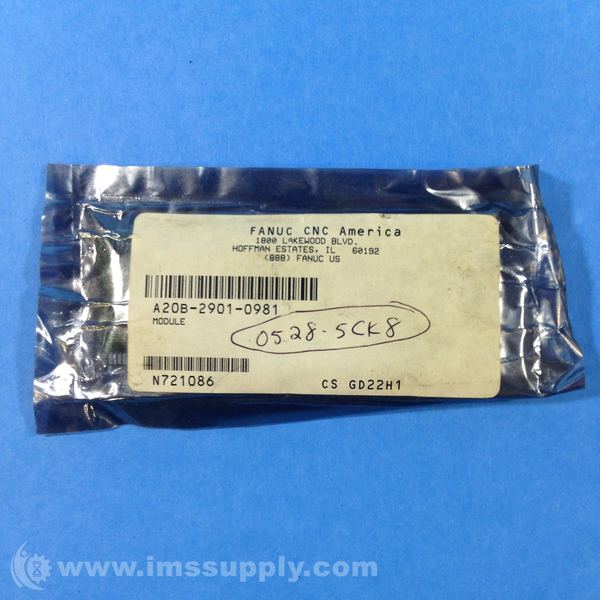 FANUC CNC America
1800 LAKEWOOD BLVD.
HOFFMAN ESTATES, IL 60192
(888) FANUC US
A20B-2901-0981
MODULE
0528-5CK8
N721086
CS GD22H1
www.imssupply.com